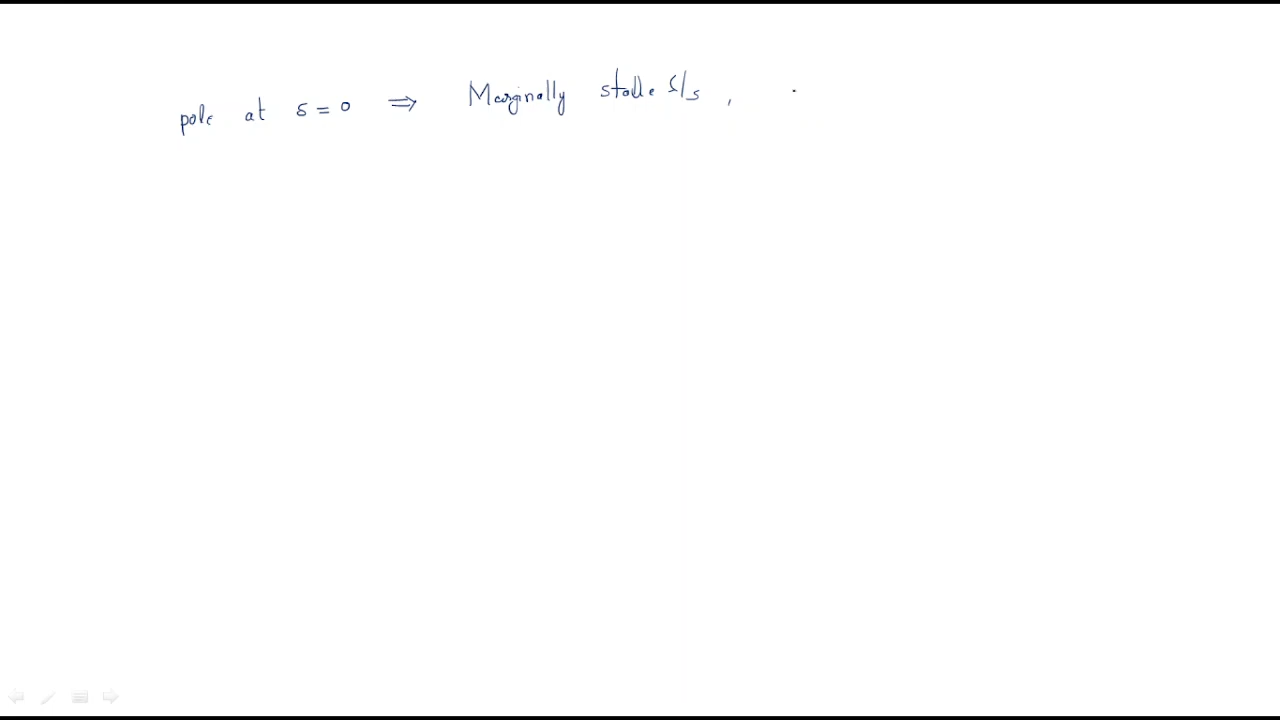 pole at s = 0 ⇒ Marginally stable S/s ,